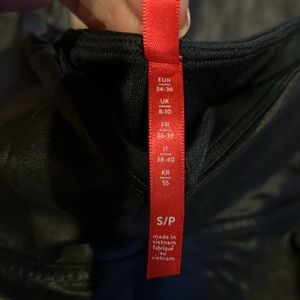 EUR
34-36
UK
8-10
FR
36-38
IT
38-40
KR
55
S/P
made in
vietnam
fabriqué
au
vietnam